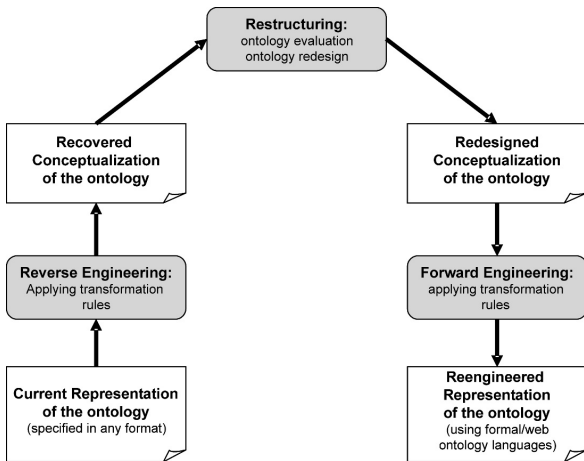 Restructuring:
ontology evaluation
ontology redesign
Recovered
Conceptualization
of the ontology
Redesigned
Conceptualization
of the ontology
Reverse Engineering:
Applying transformation
rules
Forward Engineering:
applying transformation
rules
Current Representation
of the ontology
(specified in any format)
Reengineered
Representation
of the ontology
(using formal/web
ontology languages)